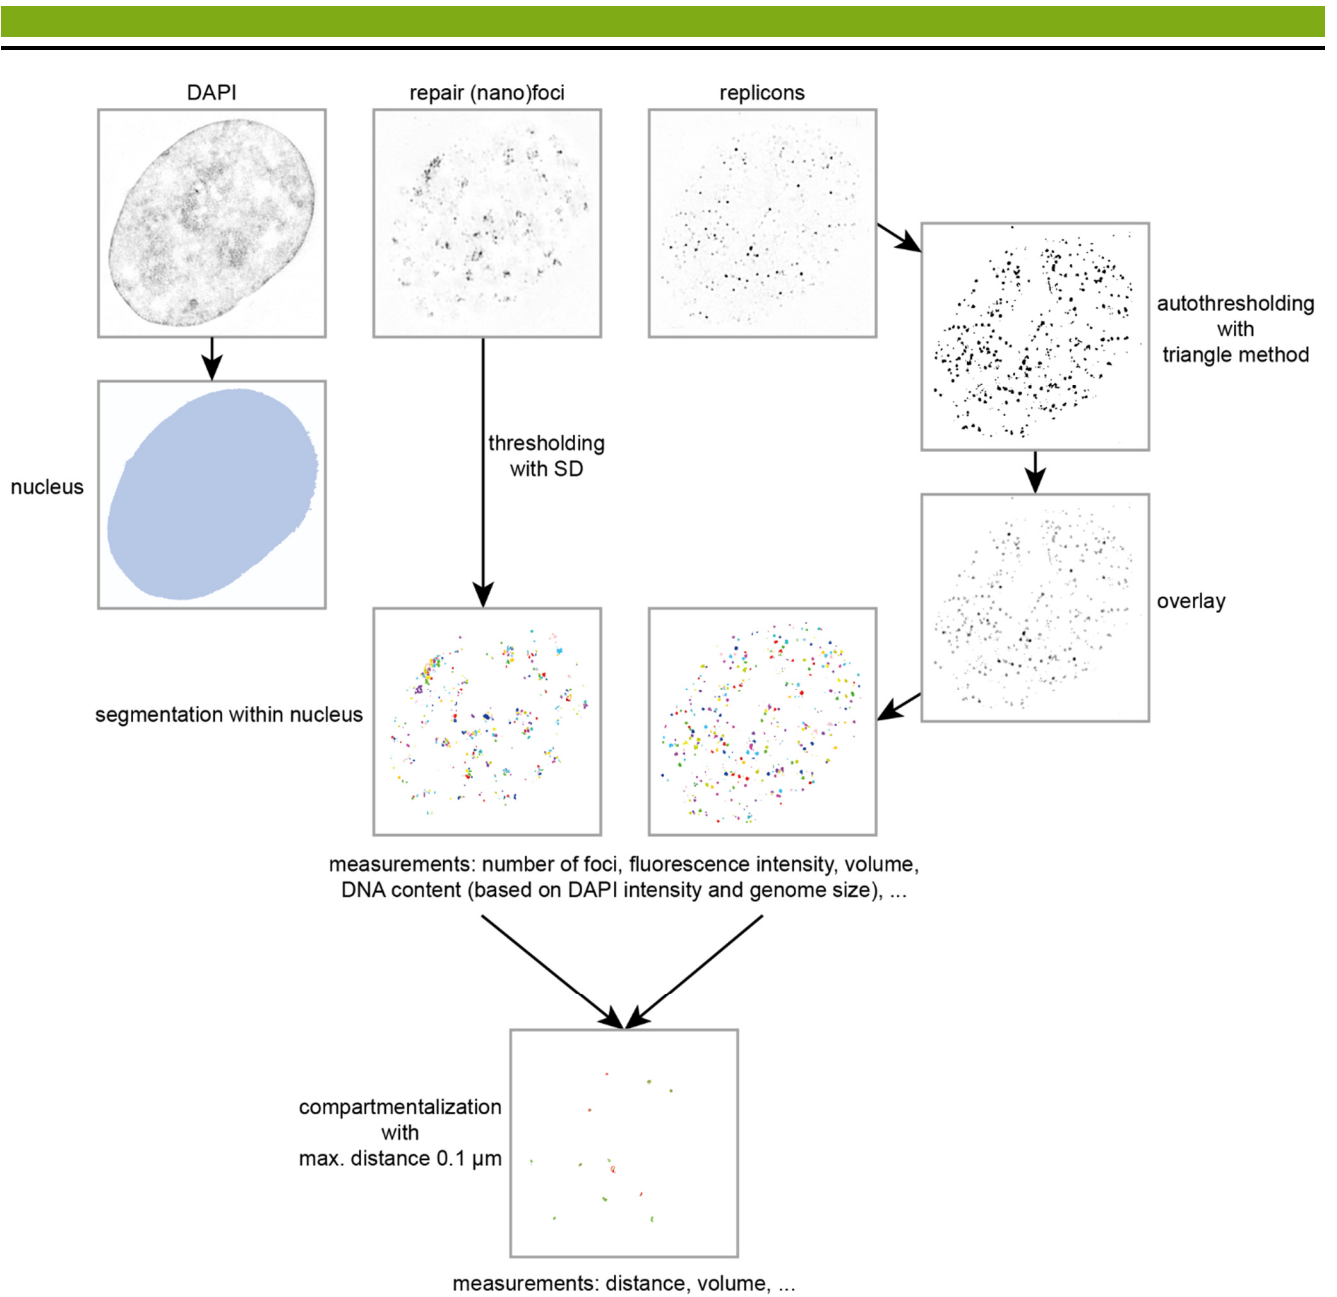 DAPI
repair (nano)foci
replicons
autothresholding
with
triangle method
thresholding
with SD
nucleus
overlay
segmentation within nucleus
measurements: number of foci, fluorescence intensity, volume,
DNA content (based on DAPI intensity and genome size), ...
compartmentalization
with
max. distance 0.1 µm
measurements: distance, volume, ...